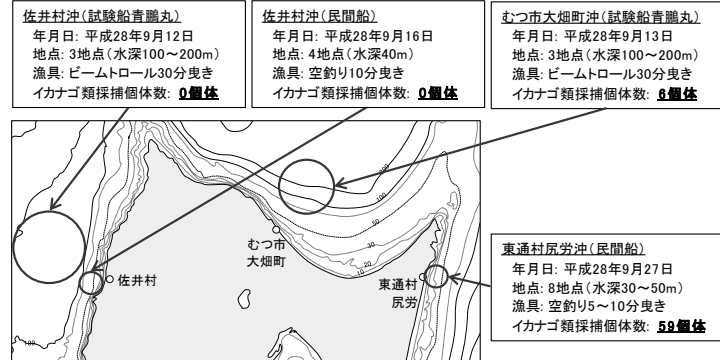 佐井村沖(試験船青鵬丸)
年月日: 平成28年9月12日
地点: 3地点(水深100～200m)
漁具: ビームトロール30分曳き
イカナゴ類採捕個体数: 0個体
佐井村沖(民間船)
年月日: 平成28年9月16日
地点: 4地点(水深40m)
漁具: 空釣り10分曳き
イカナゴ類採捕個体数: 0個体
むつ市大畑町沖(試験船青鵬丸)
年月日: 平成28年9月13日
地点: 3地点(水深100～200m)
漁具: ビームトロール30分曳き
イカナゴ類採捕個体数: 6個体
東通村尻労沖(民間船)
年月日: 平成28年9月27日
地点: 8地点(水深30～50m)
漁具: 空釣り5～10分曳き
イカナゴ類採捕個体数: 59個体
むつ市
大畑町
佐井村
東通村
尻労
100
50
30
20
10